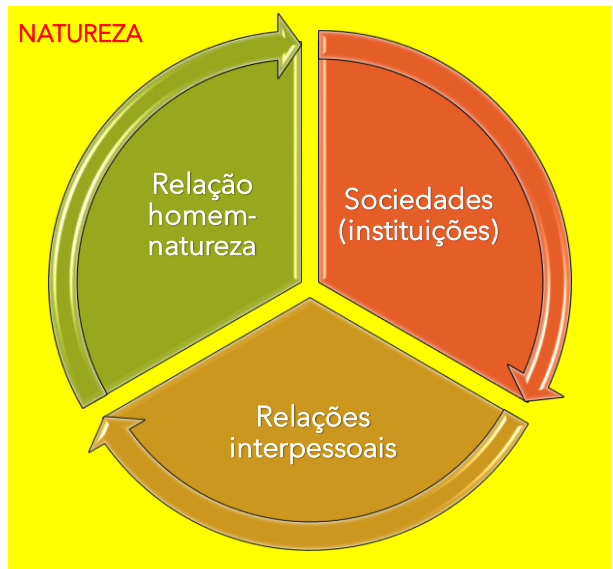 NATUREZA
Relação
homem-
natureza
Sociedades
(instituições)
Relações
interpessoais